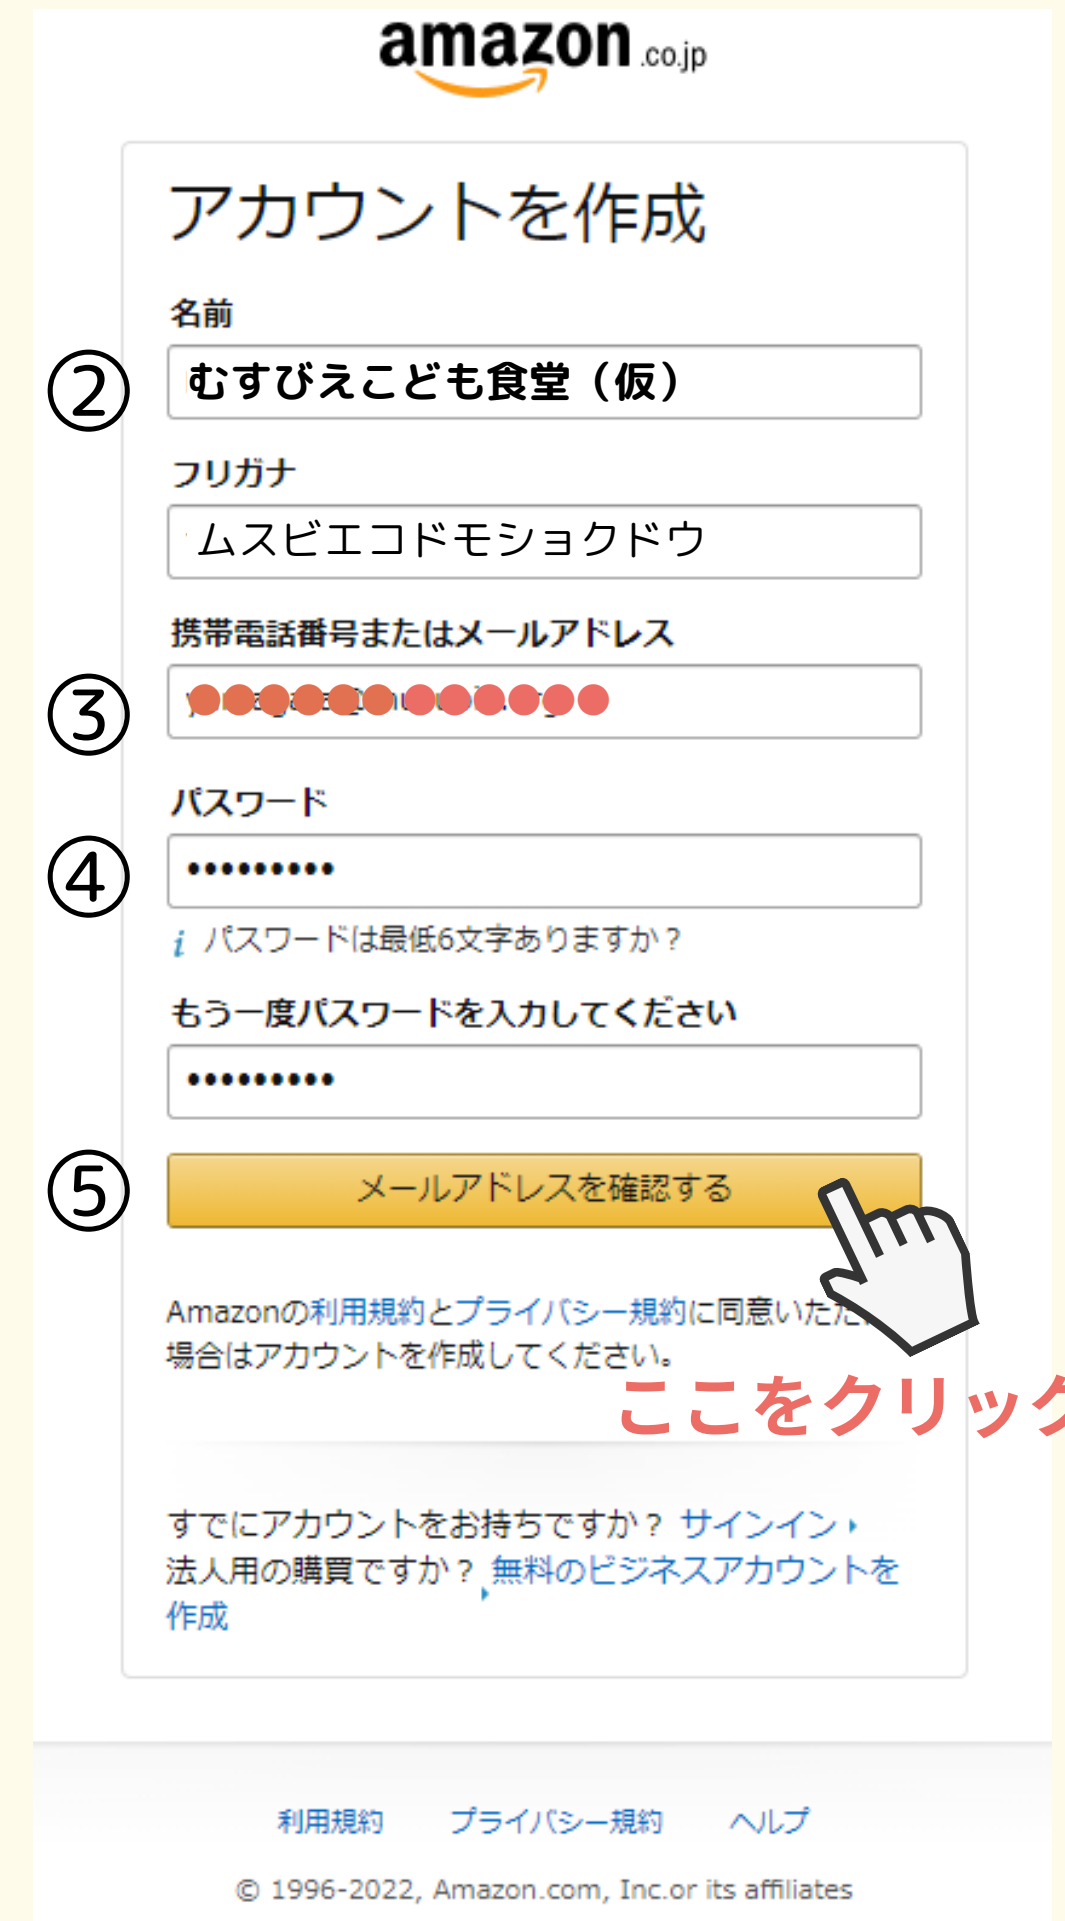 amazon.co.jp
アカウントを作成
名前
② むすびえこども食堂（仮）
フリガナ
ムスビエコドモショクドウ
携帯電話番号またはメールアドレス
③
パスワード
④ •••••••••
i パスワードは最低6文字ありますか？
もう一度パスワードを入力してください
•••••••••
⑤ メールアドレスを確認する
Amazonの利用規約とプライバシー規約に同意いただ
場合はアカウントを作成してください。
ここをクリック
すでにアカウントをお持ちですか？ サインイン
法人用の購買ですか？ 無料のビジネスアカウントを
作成
利用規約 プライバシー規約 ヘルプ
© 1996-2022, Amazon.com, Inc.or its affiliates